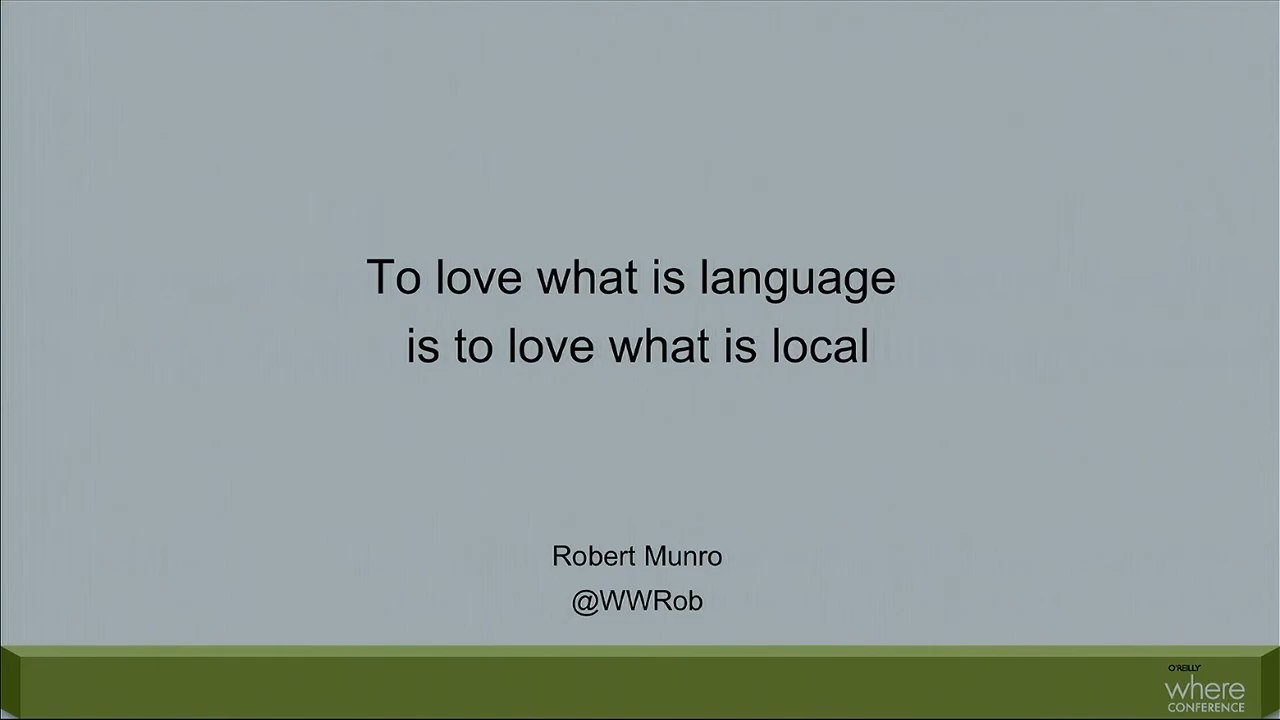 To love what is language
is to love what is local
Robert Munro
@WWRob
O'REILLY
where
CONFERENCE